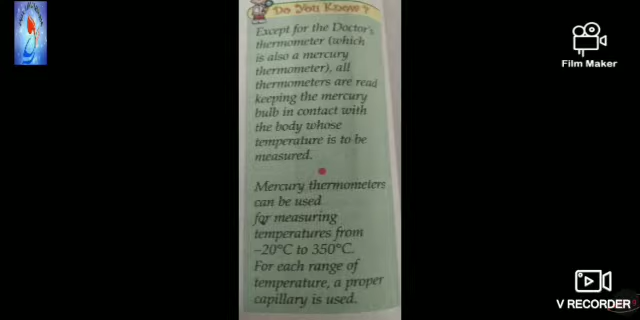 Do You Know?
Except for the Doctor's
thermometer (which
is also a mercury
thermometer), all
thermometers are read
keeping the mercury
bulb in contact with
the body whose
temperature is to be
measured.
Mercury thermometers
can be used
for measuring
temperatures from
–20°C to 350°C.
For each range of
temperature, a proper
capillary is used.
Film Maker
V RECORDER